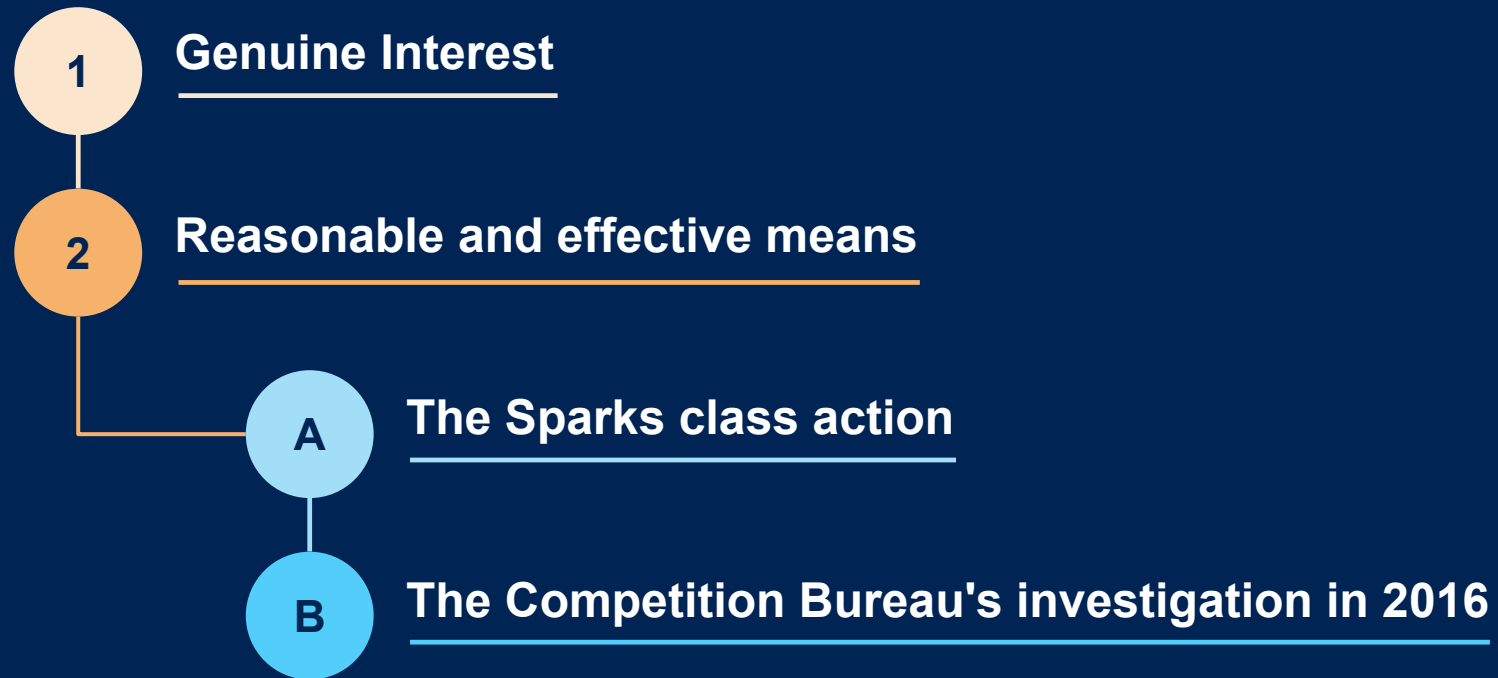 1
Genuine Interest
2
Reasonable and effective means
A
The Sparks class action
B
The Competition Bureau's investigation in 2016